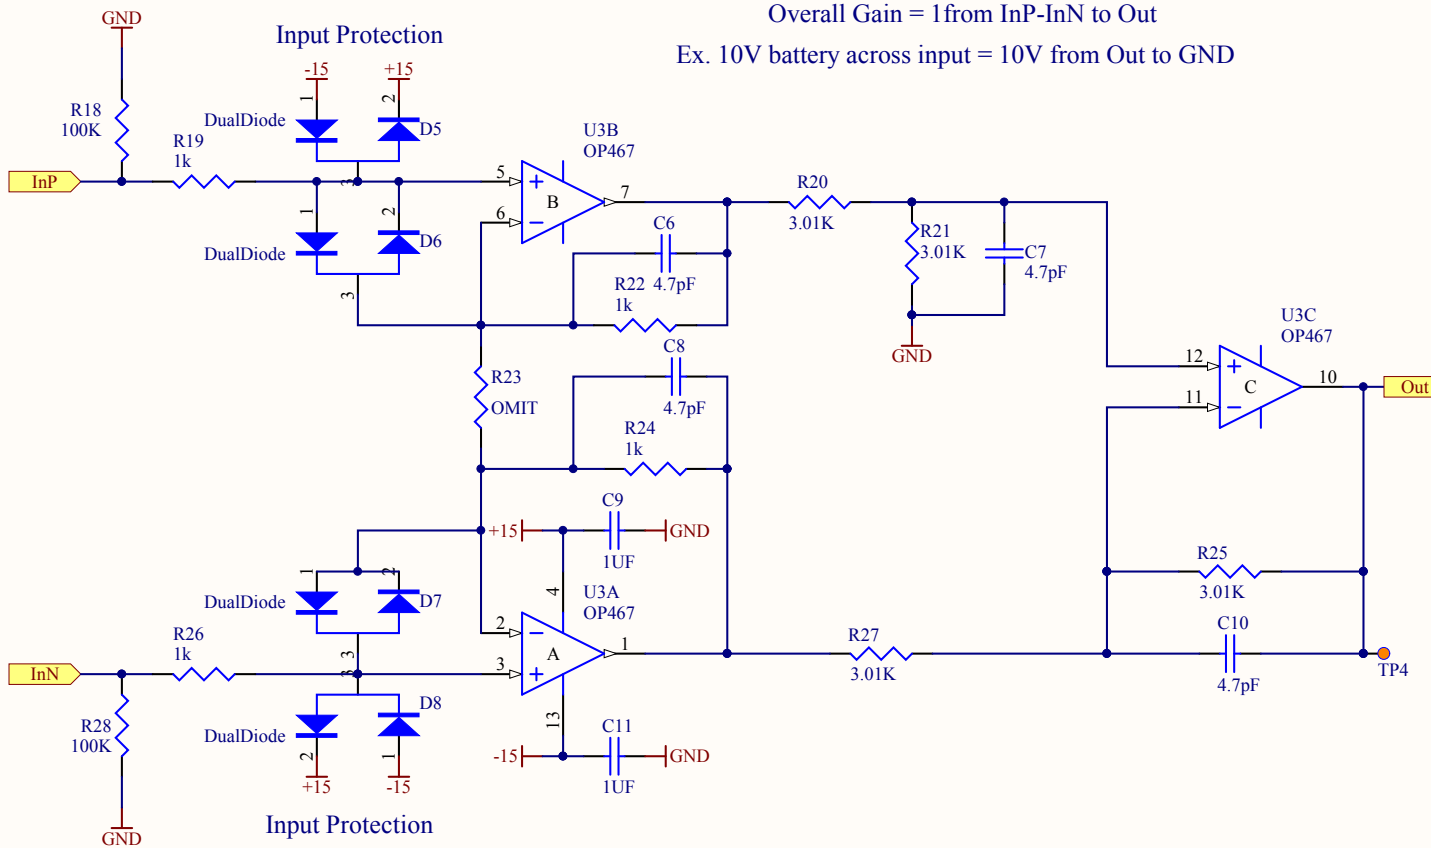 Overall Gain = 1from InP-InN to Out
Ex. 10V battery across input = 10V from Out to GND
GND
Input Protection
-15
+15
1
2
R18
100K
DualDiode
D5
R19
1k
InP
3
1
2
DualDiode
D6
3
U3B
OP467
5
6
B
7
C6
4.7pF
R22
1k
R20
3.01K
R21
3.01K
C7
4.7pF
GND
R23
OMIT
C8
4.7pF
R24
1k
U3C
OP467
12
11
C
10
Out
+15
C9
1UF
GND
1
2
DualDiode
D7
3
R26
1k
InN
3
U3A
OP467
4
2
3
A
1
13
R28
100K
DualDiode
D8
2
1
+15
-15
-15
C11
1UF
GND
R27
3.01K
R25
3.01K
C10
4.7pF
TP4
GND
Input Protection